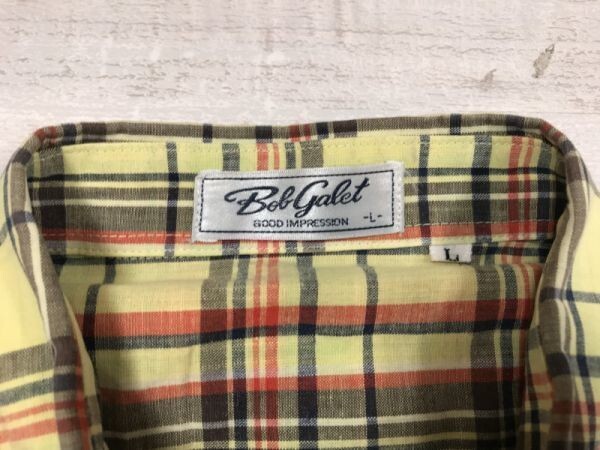 Bob Galet
GOOD IMPRESSION -L-
L